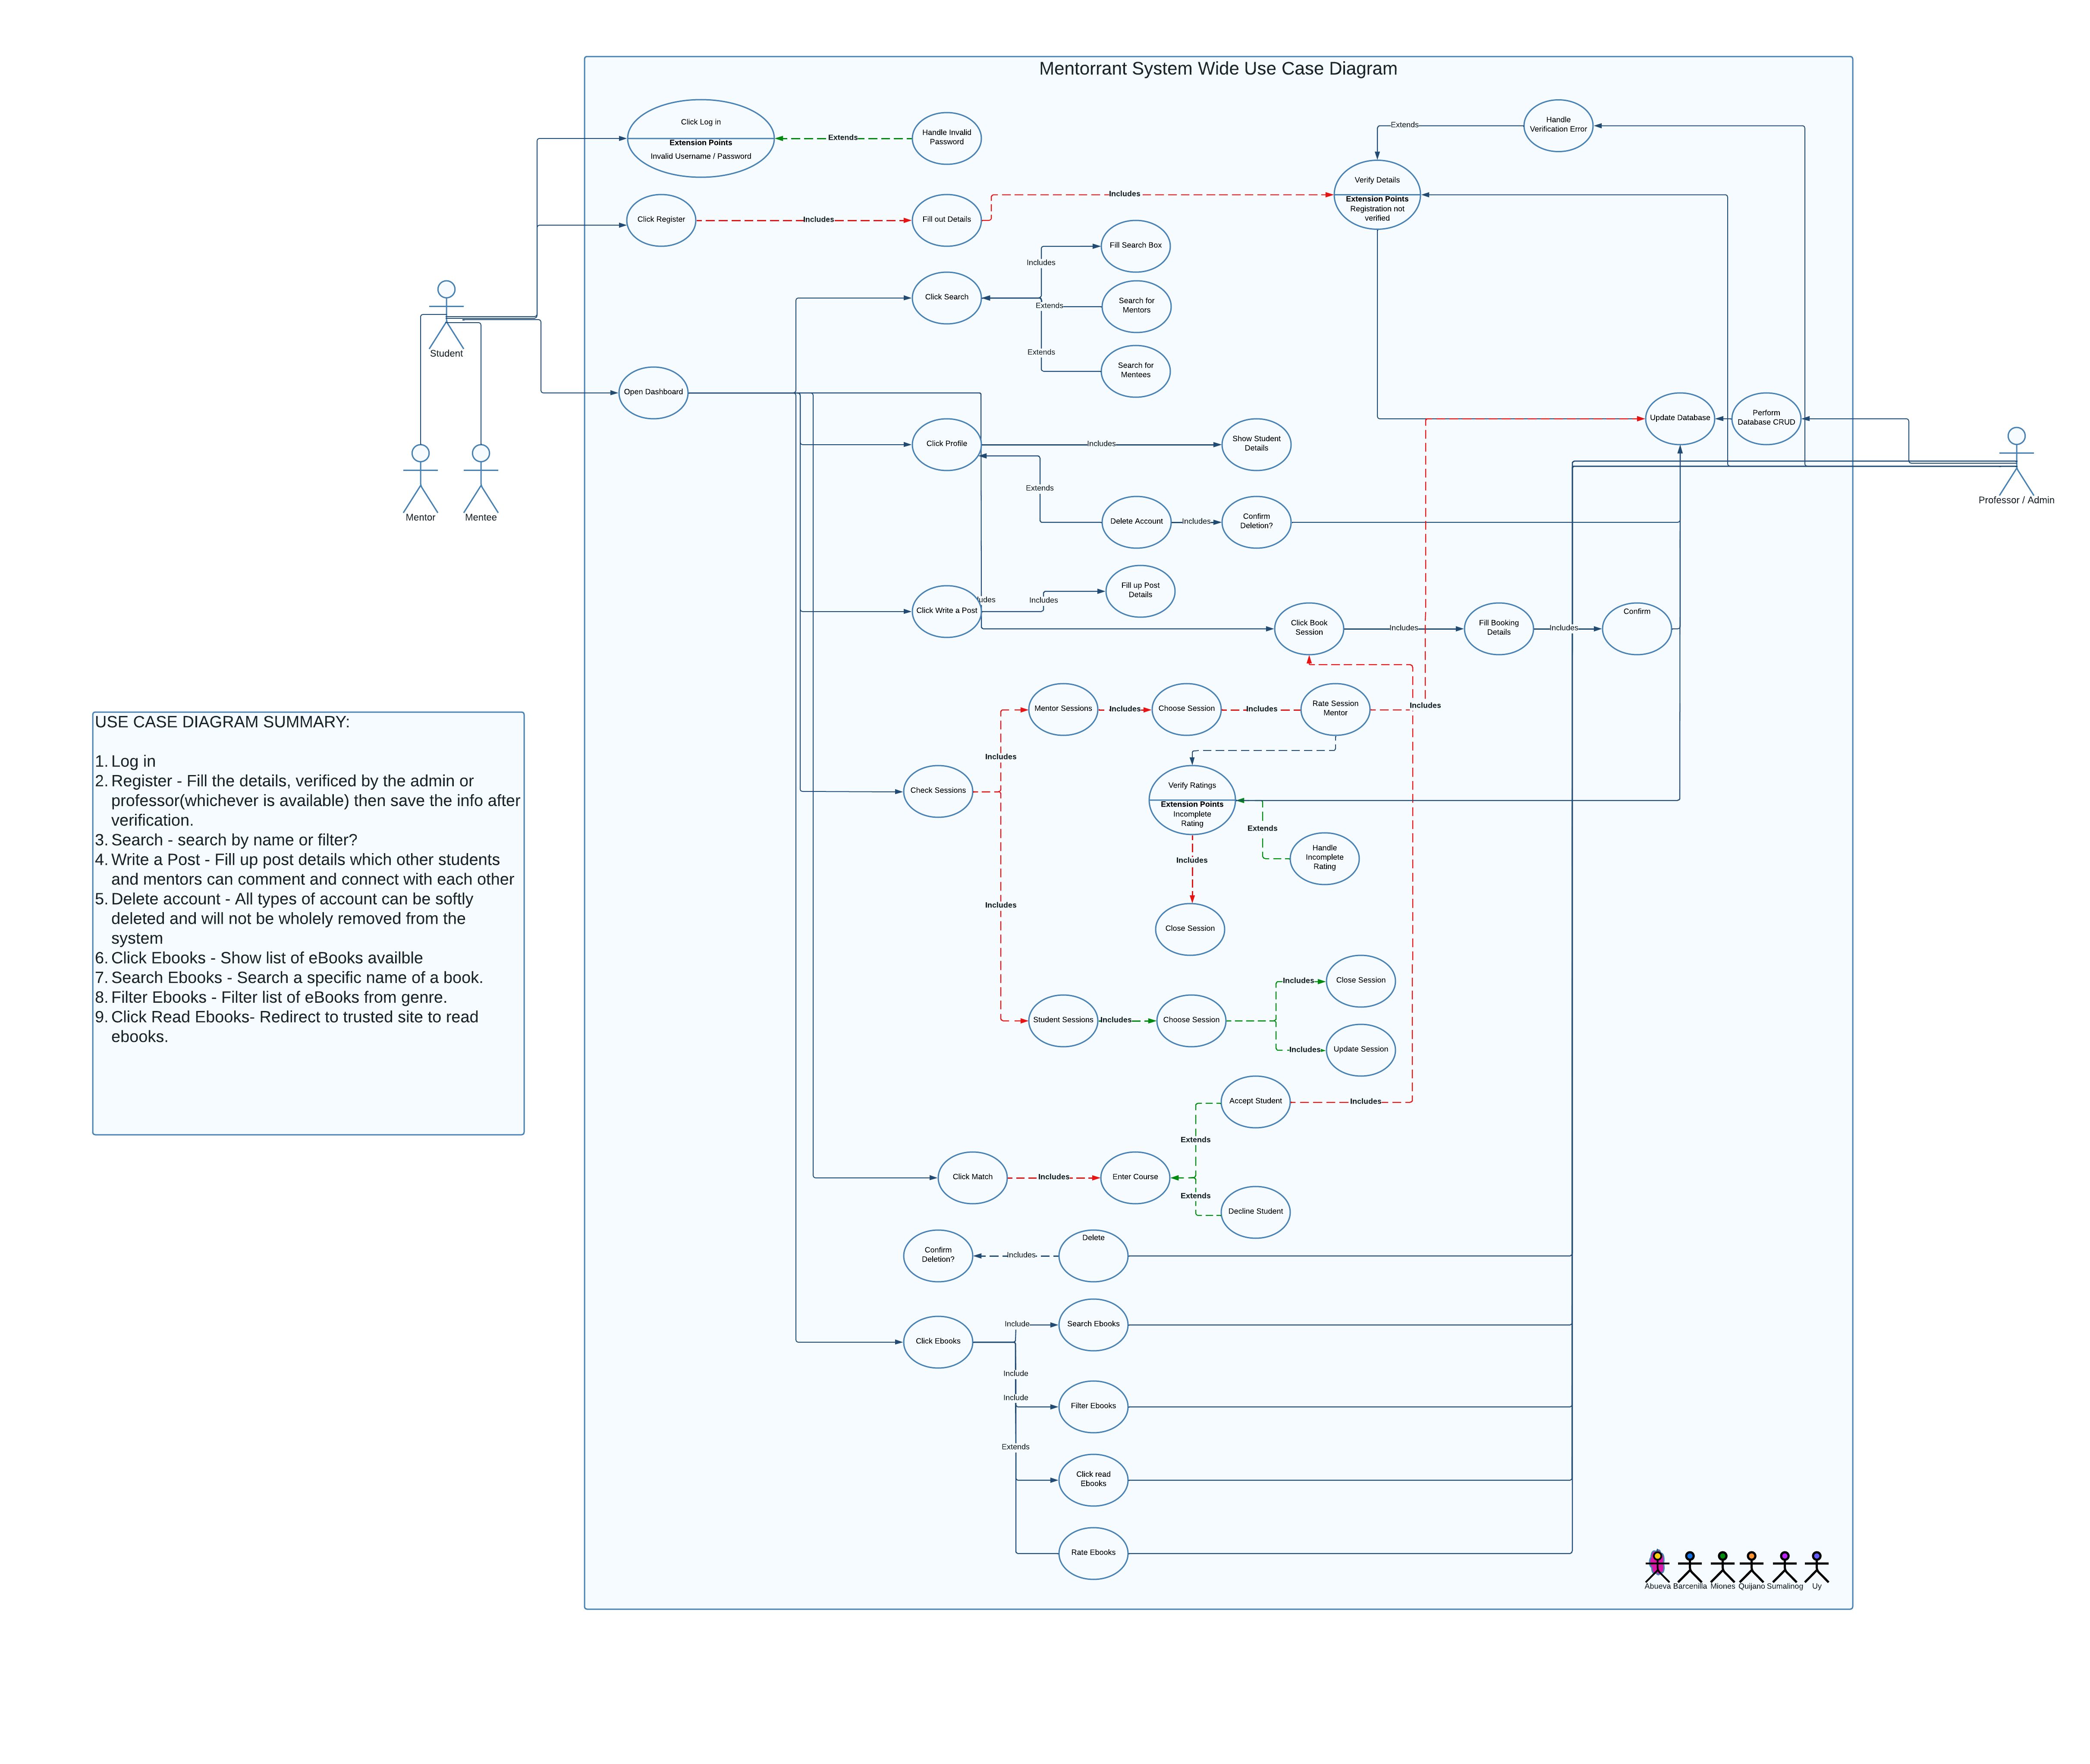 Mentorrant System Wide Use Case Diagram
Click Log in
Extension Points
Invalid Username / Password
Extends
Handle Invalid
Password
Extends
Handle
Verification Error
Verify Details
Extension Points
Registration not
verified
Click Register
Includes
Fill out Details
Includes
Fill Search Box
Includes
Click Search
Extends
Search for
Mentors
Extends
Search for
Mentees
Student
Open Dashboard
Update Database
Perform
Database CRUD
Click Profile
Includes
Show Student
Details
Extends
Delete Account
Includes
Confirm
Deletion?
Mentor
Mentee
Professor / Admin
Fill up Post
Details
udes
Includes
Click Write a Post
Click Book
Session
Includes
Fill Booking
Details
Includes
Confirm
Mentor Sessions
Includes
Choose Session
Includes
Rate Session
Mentor
Includes
Includes
Check Sessions
Verify Ratings
Extension Points
Incomplete
Rating
Extends
Handle
Incomplete
Rating
Includes
Includes
Close Session
Includes
Close Session
Student Sessions
Includes
Choose Session
Includes
Update Session
Accept Student
Includes
Extends
Click Match
Includes
Enter Course
Extends
Decline Student
Confirm
Deletion?
Includes
Delete
Click Ebooks
Include
Search Ebooks
Include
Include
Filter Ebooks
Extends
Click read
Ebooks
Rate Ebooks
USE CASE DIAGRAM SUMMARY:
1. Log in
2. Register - Fill the details, verificed by the admin or
professor(whichever is available) then save the info after
verification.
3. Search - search by name or filter?
4. Write a Post - Fill up post details which other students
and mentors can comment and connect with each other
5. Delete account - All types of account can be softly
deleted and will not be wholely removed from the
system
6. Click Ebooks - Show list of eBooks availble
7. Search Ebooks - Search a specific name of a book.
8. Filter Ebooks - Filter list of eBooks from genre.
9. Click Read Ebooks- Redirect to trusted site to read
ebooks.
Abueva Barcenilla Miones Quijano Sumalinog Uy